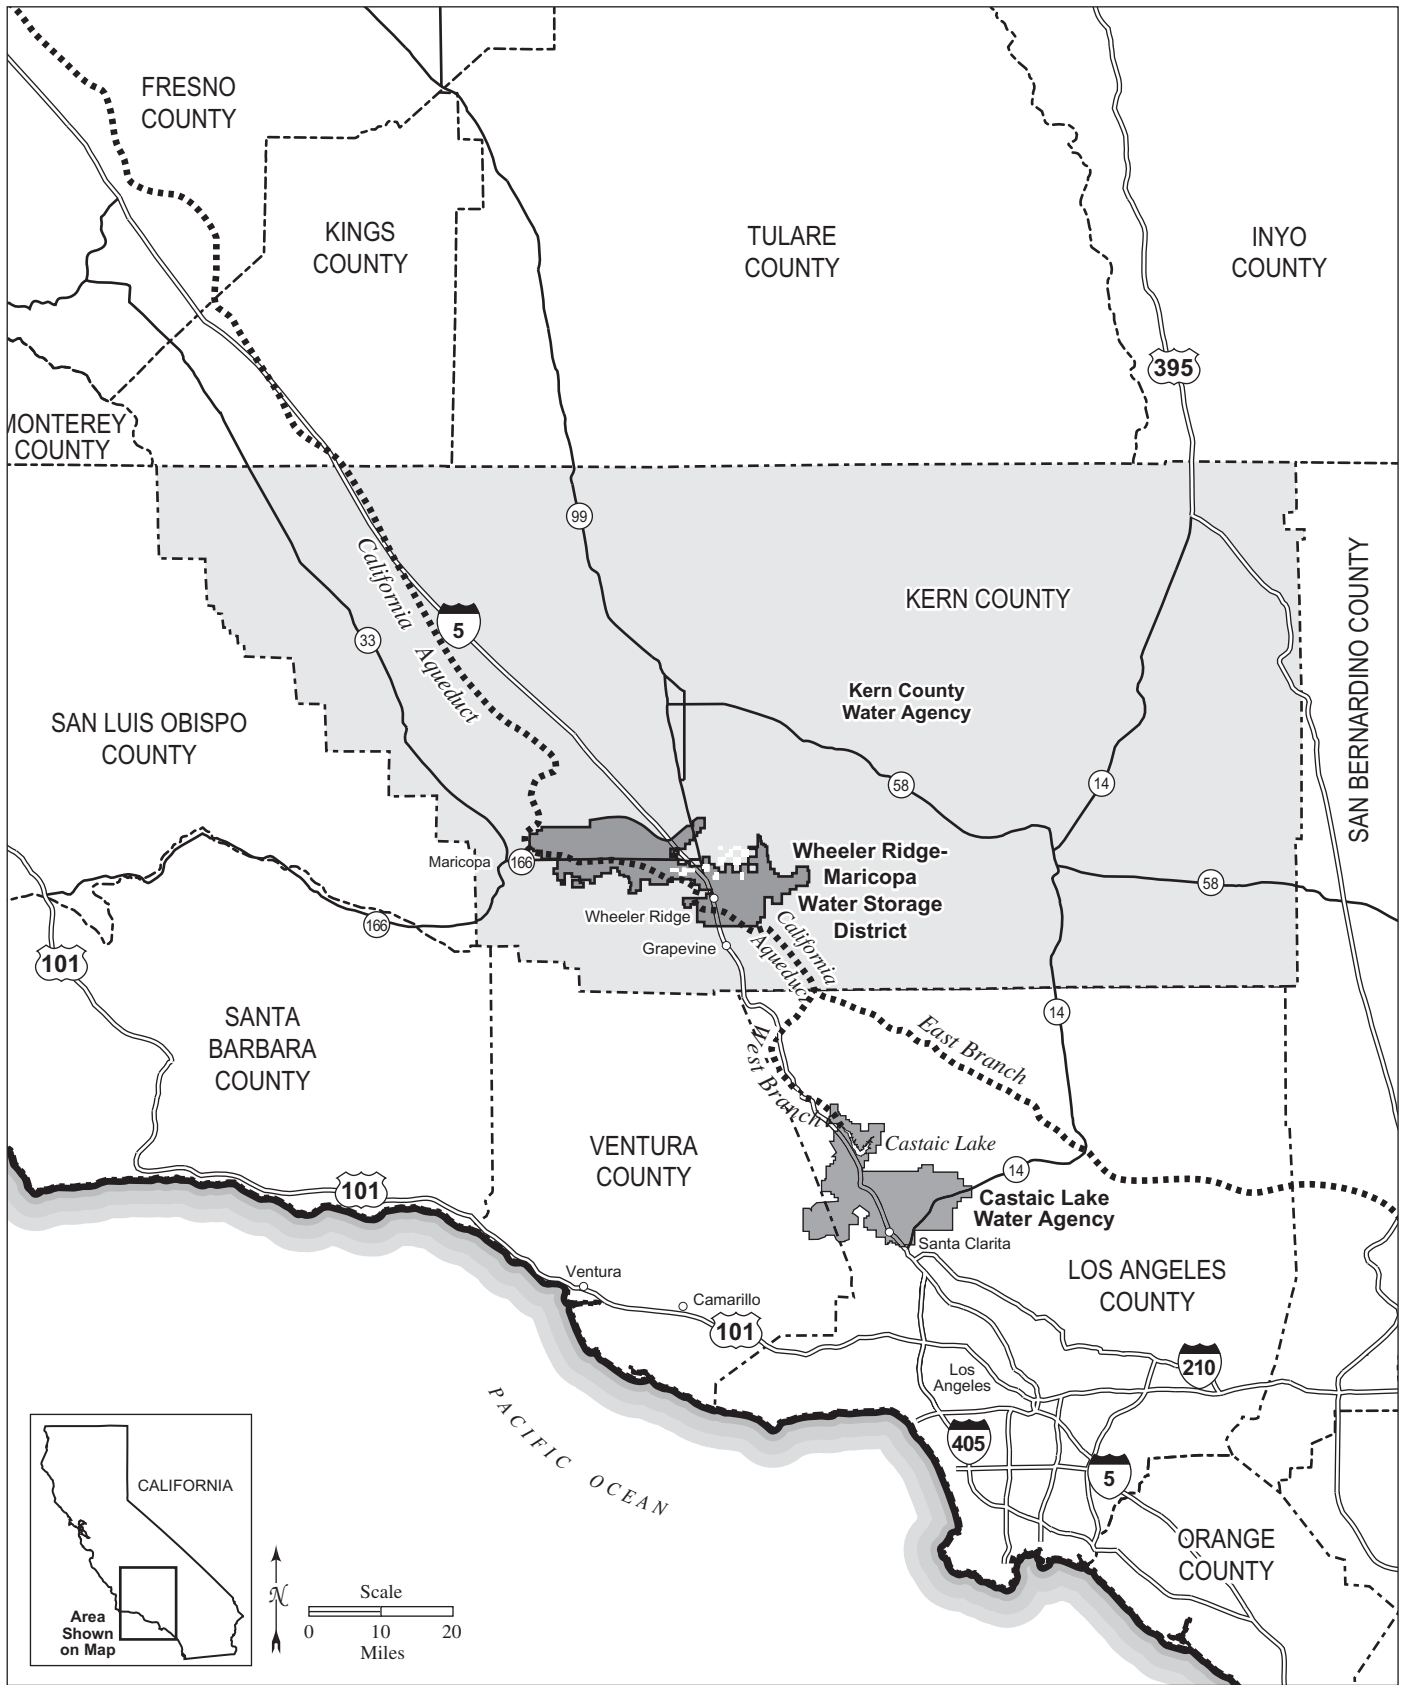 FRESNO
COUNTY
KINGS
COUNTY
TULARE
COUNTY
INYO
COUNTY
395
MONTEREY
COUNTY
99
California
Aqueduct
5
33
KERN COUNTY
SAN BERNARDINO COUNTY
Kern County
Water Agency
SAN LUIS OBISPO
COUNTY
58
14
Maricopa
166
Wheeler Ridge-
Maricopa
Water Storage
District
58
166
Wheeler Ridge
Grapevine
California
Aqueduct
101
14
SANTA
BARBARA
COUNTY
East Branch
West Branch
VENTURA
COUNTY
Castaic Lake
14
101
Castaic Lake
Water Agency
Santa Clarita
Ventura
LOS ANGELES
COUNTY
Camarillo
101
210
Los
Angeles
PACIFIC OCEAN
405
5
CALIFORNIA
ORANGE
COUNTY
Area
Shown
on Map
N
Scale
0 10 20
Miles